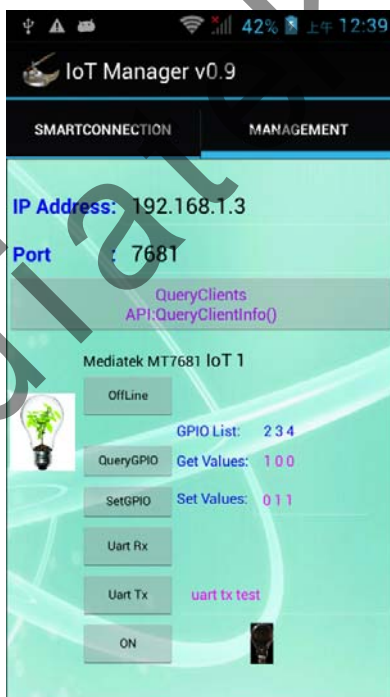 42% 上午 12:39
IoT Manager v0.9
SMARTCONNECTION MANAGEMENT
IP Address: 192.168.1.3
Port : 7681
QueryClients
API:QueryClientInfo()
Mediatek MT7681 IoT 1
OffLine
GPIO List: 2 3 4
QueryGPIO Get Values: 1 0 0
SetGPIO Set Values: 0 1 1
Uart Rx
Uart Tx uart tx test
ON